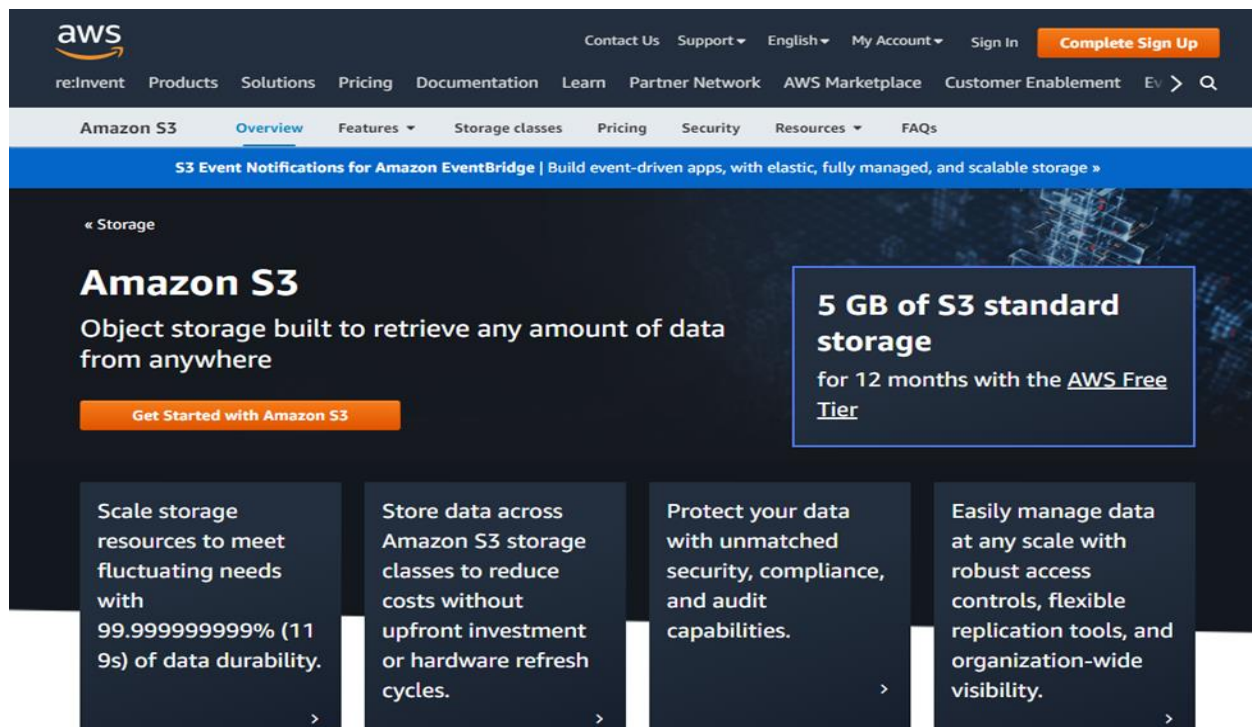 aws
Contact Us Support English My Account Sign In Complete Sign Up
re:Invent Products Solutions Pricing Documentation Learn Partner Network AWS Marketplace Customer Enablement Ev
Amazon S3 Overview Features Storage classes Pricing Security Resources FAQs
S3 Event Notifications for Amazon EventBridge | Build event-driven apps, with elastic, fully managed, and scalable storage »
« Storage
Amazon S3
Object storage built to retrieve any amount of data
from anywhere
Get Started with Amazon S3
5 GB of S3 standard
storage
for 12 months with the AWS Free
Tier
Scale storage
resources to meet
fluctuating needs
with
99.999999999% (11
9s) of data durability.
Store data across
Amazon S3 storage
classes to reduce
costs without
upfront investment
or hardware refresh
cycles.
Protect your data
with unmatched
security, compliance,
and audit
capabilities.
Easily manage data
at any scale with
robust access
controls, flexible
replication tools, and
organization-wide
visibility.